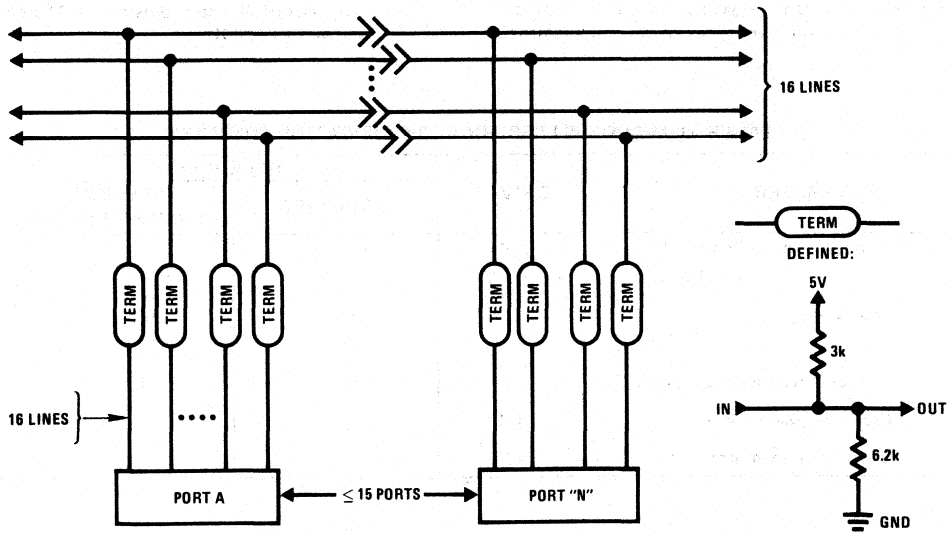 16 LINES
TERM
DEFINED:
5V
3k
IN
OUT
6.2k
GND
TERM
TERM
TERM
TERM
TERM
TERM
TERM
TERM
16 LINES
PORT A
≤ 15 PORTS
PORT "N"